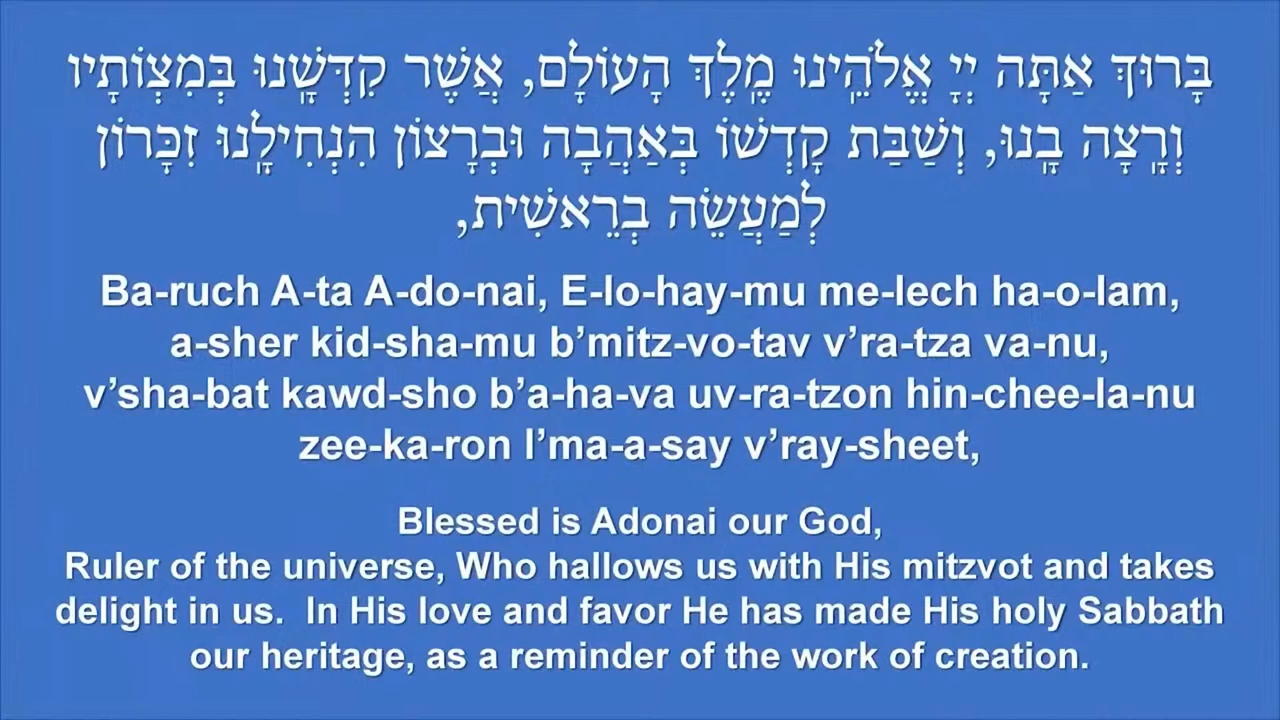 בָּרוּךְ אַתָּה יְיָ אֱלֹהֵֽינוּ מֶֽלֶךְ הָעוֹלָם, אֲשֶׁר קִדְּשָֽׁנוּ בְּמִצְוֹתָיו
וְרָֽצָה בָֽנוּ, וְשַׁבַּת קָדְשׁוֹ בְּאַהֲבָה וּבְרָצוֹן הִנְחִילָֽנוּ זִכָּרוֹן
לְמַעֲשֵׂה בְרֵאשִׁית,
Ba-ruch A-ta A-do-nai, E-lo-hay-mu me-lech ha-o-lam,
a-sher kid-sha-mu b’mitz-vo-tav v’ra-tza va-nu,
v’sha-bat kawd-sho b’a-ha-va uv-ra-tzon hin-chee-la-nu
zee-ka-ron l’ma-a-say v’ray-sheet,
Blessed is Adonai our God,
Ruler of the universe, Who hallows us with His mitzvot and takes
delight in us.  In His love and favor He has made His holy Sabbath
our heritage, as a reminder of the work of creation.